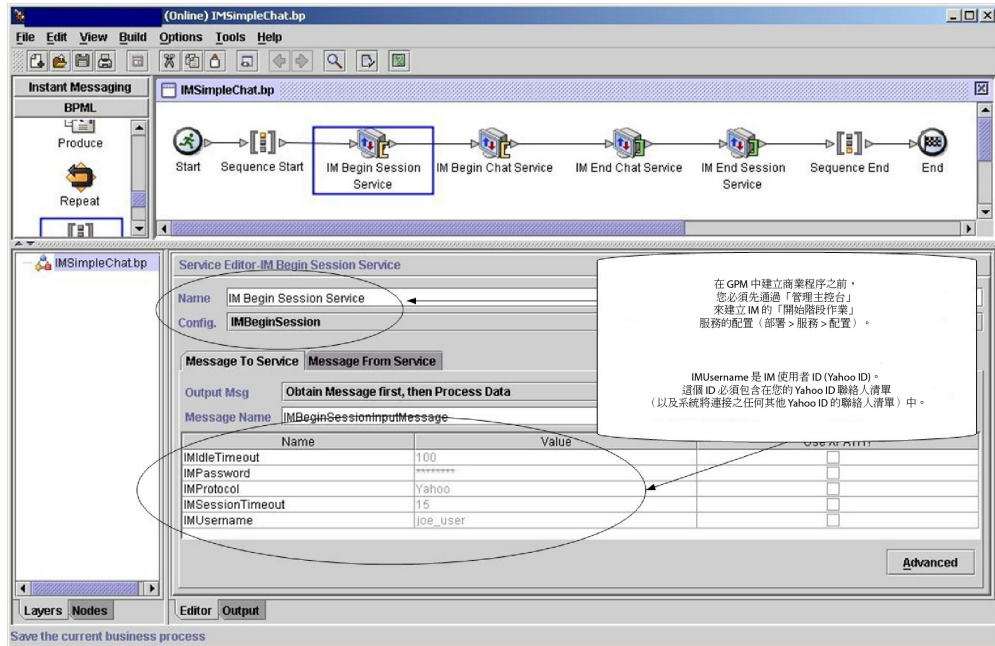 (Online) IMSimpleChat.bp
File Edit View Build Options Tools Help
Instant Messaging
BPML
Produce
Repeat
IMSimpleChat.bp
Start
Sequence Start
IM Begin Session Service
IM Begin Chat Service
IM End Chat Service
IM End Session Service
Sequence End
End
IMSimpleChat.bp
Service Editor-IM Begin Session Service
Name IM Begin Session Service
Config. IMBeginSession
在 GPM 中建立商業程序之前，
您必須先通過「管理主控台」
來建立 IM 的「開始階段作業」
服務的配置（部署 > 服務 > 配置）。
IMUsername 是 IM 使用者 ID (Yahoo ID)。
這個 ID 必須包含在您的 Yahoo ID 聯絡人清單
（以及系統將連接之任何其他 Yahoo ID 的聯絡人清單）中。
Message To Service Message From Service
Output Msg Obtain Message first, then Process Data
Message Name IMBeginSessionInputMessage
Name Value Use XPATH?
IMIdleTimeout 100
IMPassword ********
IMProtocol Yahoo
IMSessionTimeout 15
IMUsername joe_user
Advanced
Layers Nodes
Editor Output
Save the current business process